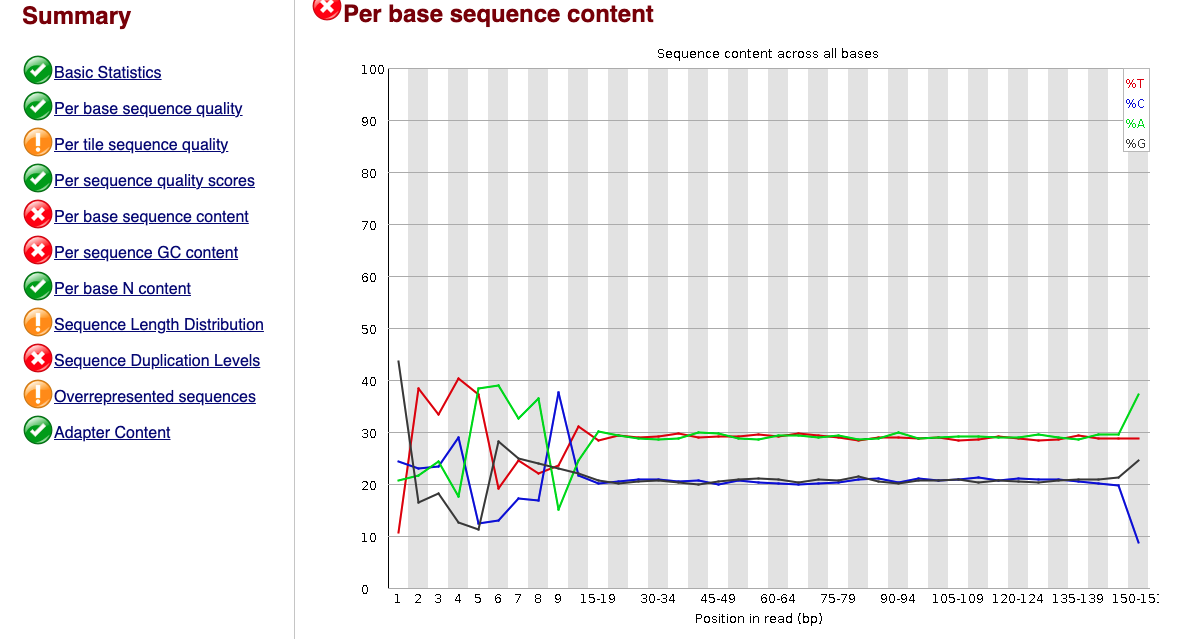 Summary
Basic Statistics
Per base sequence quality
Per tile sequence quality
Per sequence quality scores
Per base sequence content
Per sequence GC content
Per base N content
Sequence Length Distribution
Sequence Duplication Levels
Overrepresented sequences
Adapter Content
Per base sequence content
Sequence content across all bases
%T
%C
%A
%G
100
90
80
70
60
50
40
30
20
10
0
1 2 3 4 5 6 7 8 9 15-19 30-34 45-49 60-64 75-79 90-94 105-109 120-124 135-139 150-15
Position in read (bp)